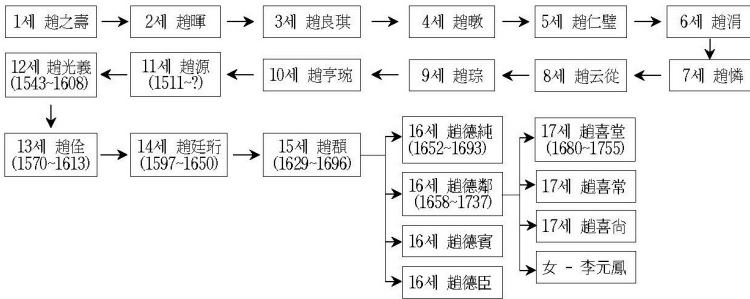 1세 趙之壽
2세 趙暉
3세 趙良琪
4세 趙暾
5세 趙仁璧
6세 趙涓
7세 趙憐
8세 趙云從
9세 趙琮
10세 趙亨琬
11세 趙源
(1511~?)
12세 趙光義
(1543~1608)
13세 趙佺
(1570~1613)
14세 趙廷珩
(1597~1650)
15세 趙頵
(1629~1696)
16세 趙德純
(1652~1693)
16세 趙德鄰
(1658~1737)
16세 趙德賓
16세 趙德臣
17세 趙喜堂
(1680~1755)
17세 趙喜常
17세 趙喜尙
女 - 李元鳳